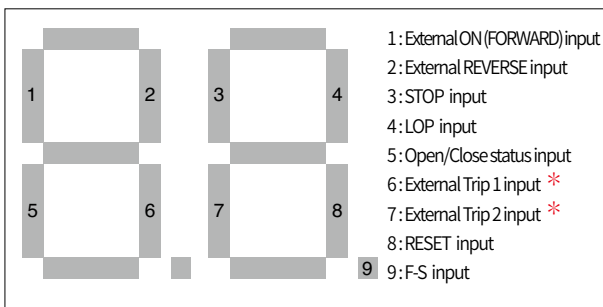 1 2 3 4
5 6 7 8
9
1:External ON (FORWARD) input
2:External REVERSE input
3:STOP input
4:LOP input
5:Open/Close status input
6:External Trip 1 input *
7:External Trip 2 input *
8:RESET input
9:F-S input